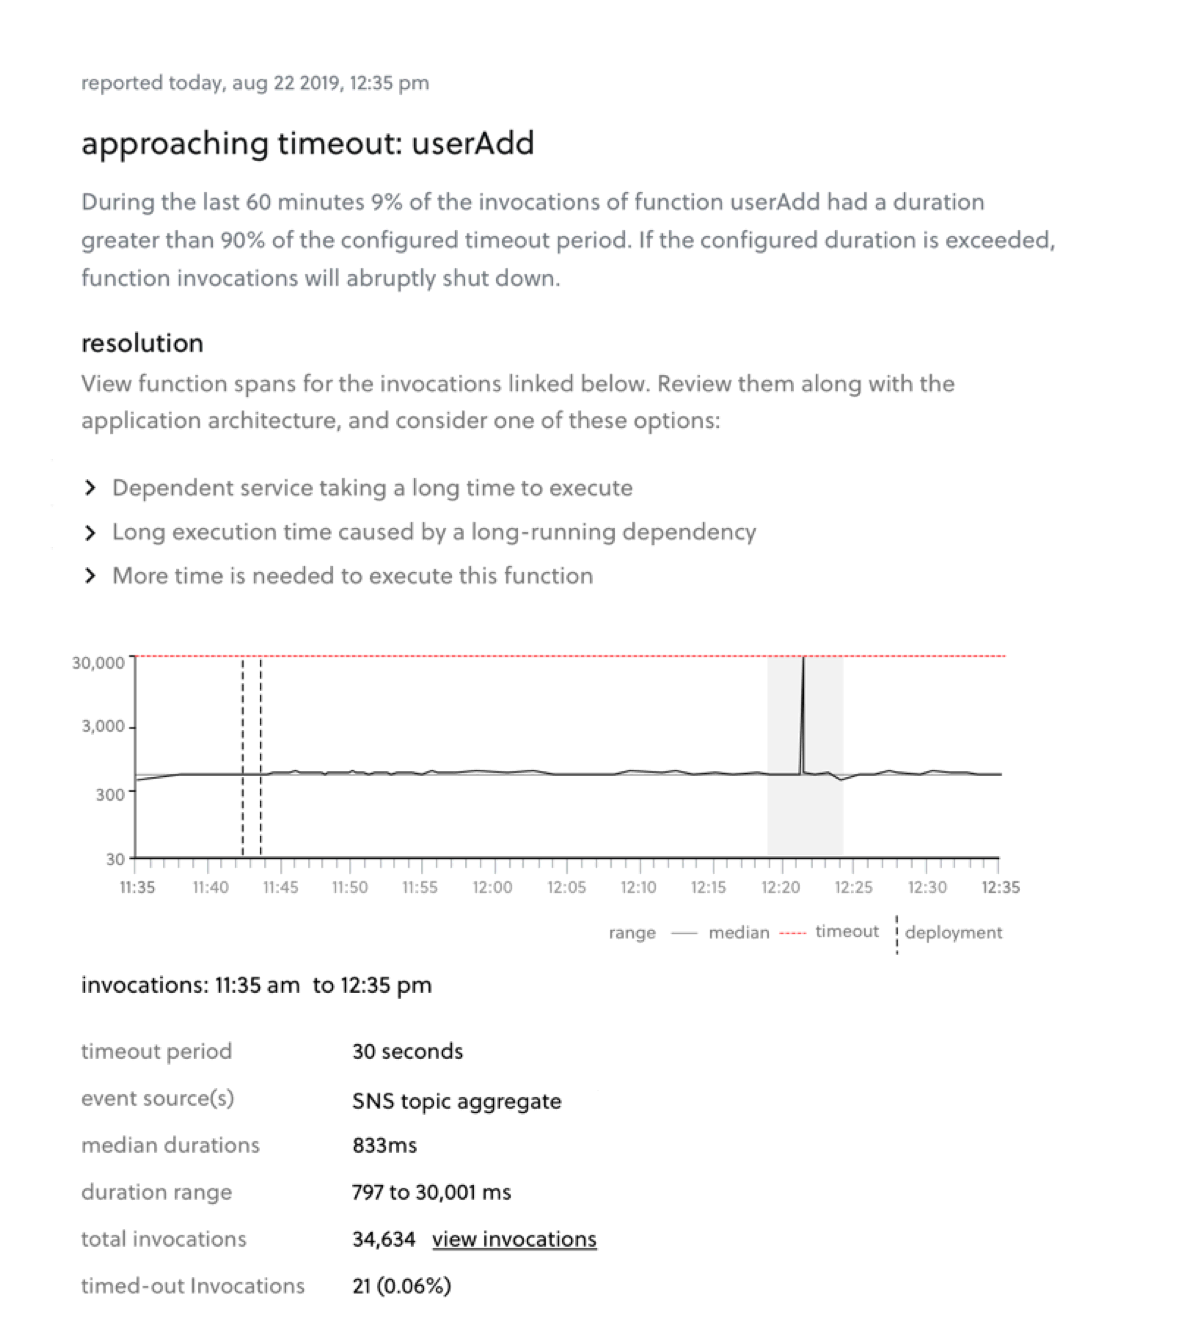 reported today, aug 22 2019, 12:35 pm
approaching timeout: userAdd
During the last 60 minutes 9% of the invocations of function userAdd had a duration
greater than 90% of the configured timeout period. If the configured duration is exceeded,
function invocations will abruptly shut down.
resolution
View function spans for the invocations linked below. Review them along with the
application architecture, and consider one of these options:
Dependent service taking a long time to execute
Long execution time caused by a long-running dependency
More time is needed to execute this function
30,000
3,000
300
30
11:35 11:40 11:45 11:50 11:55 12:00 12:05 12:10 12:15 12:20 12:25 12:30 12:35
range median timeout deployment
invocations: 11:35 am to 12:35 pm
timeout period 30 seconds
event source(s) SNS topic aggregate
median durations 833ms
duration range 797 to 30,001 ms
total invocations 34,634 view invocations
timed-out Invocations 21 (0.06%)